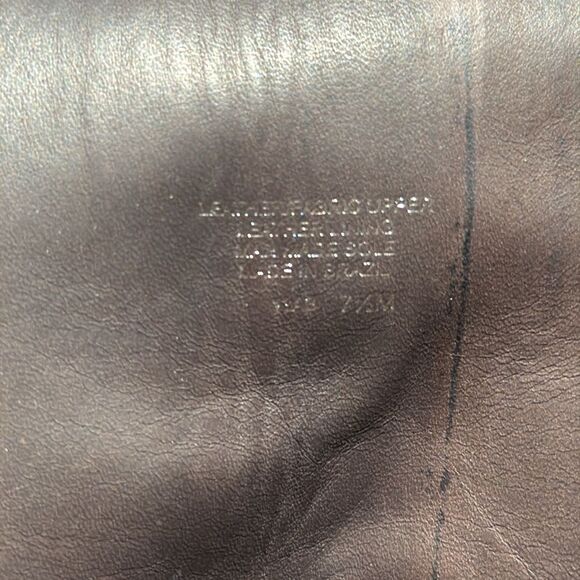 LEATHER/FABRIC UPPER
LEATHER LINING
MAN MADE SOLE
MADE IN BRAZIL
7½M